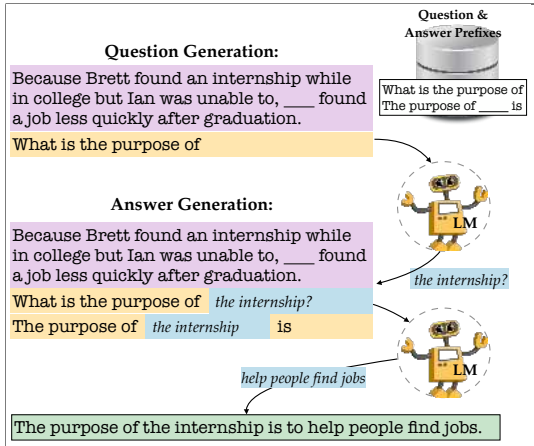 Question &
Answer Prefixes
What is the purpose of
The purpose of ____ is
Question Generation:
Because Brett found an internship while
in college but Ian was unable to, ___ found
a job less quickly after graduation.
What is the purpose of
LM
the internship?
Answer Generation:
Because Brett found an internship while
in college but Ian was unable to, ___ found
a job less quickly after graduation.
What is the purpose of the internship?
The purpose of the internship is
LM
help people find jobs
The purpose of the internship is to help people find jobs.